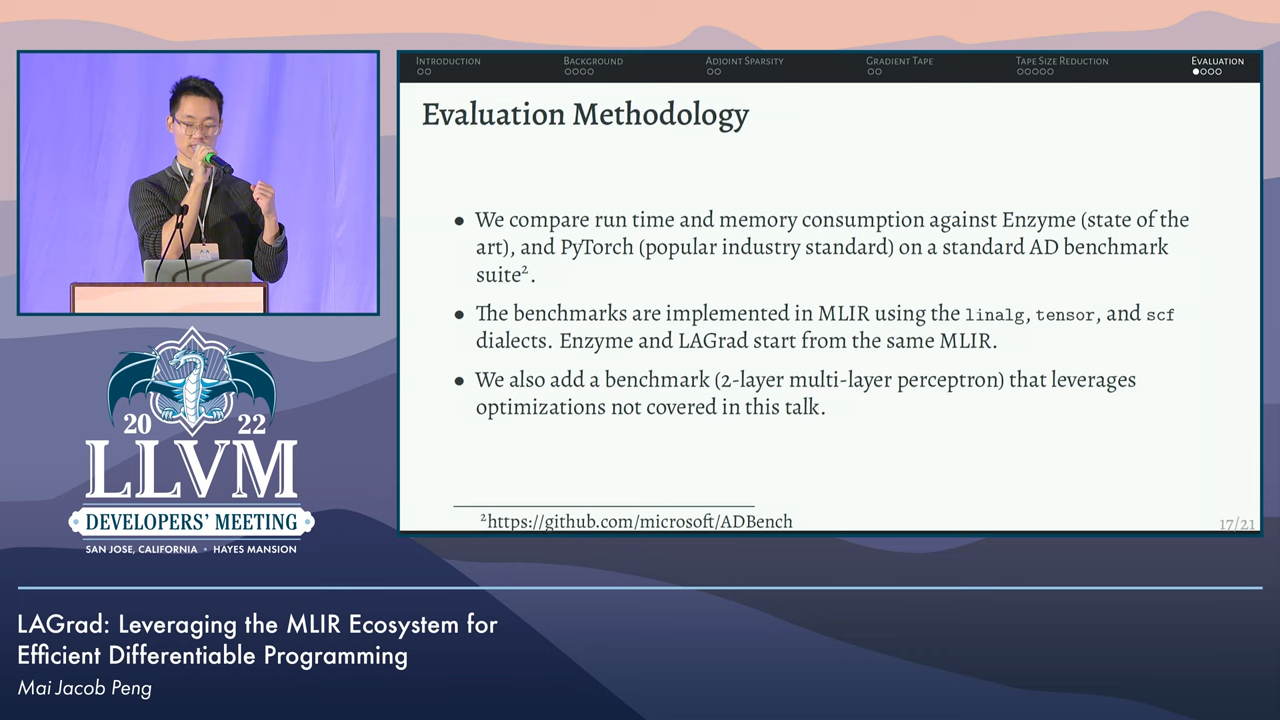 Introduction
Background
Adjoint Sparsity
Gradient Tape
Tape Size Reduction
Evaluation
Evaluation Methodology
• We compare run time and memory consumption against Enzyme (state of the
art), and PyTorch (popular industry standard) on a standard AD benchmark
suite².
• The benchmarks are implemented in MLIR using the linalg, tensor, and scf
dialects. Enzyme and LAGrad start from the same MLIR.
• We also add a benchmark (2-layer multi-layer perceptron) that leverages
optimizations not covered in this talk.
²https://github.com/microsoft/ADBench
17/21
20 22
LLVM
DEVELOPERS' MEETING
SAN JOSE, CALIFORNIA • HAYES MANSION
LAGrad: Leveraging the MLIR Ecosystem for
Efficient Differentiable Programming
Mai Jacob Peng